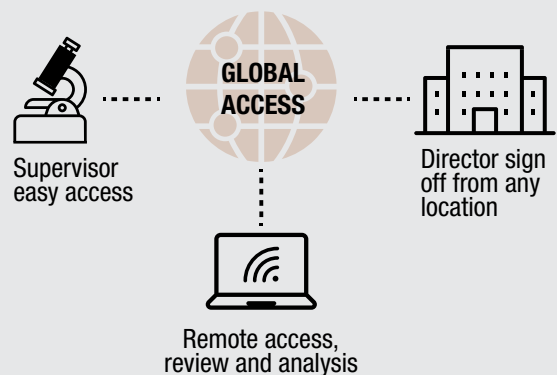 GLOBAL
ACCESS
Supervisor
easy access
Director sign
off from any
location
Remote access,
review and analysis